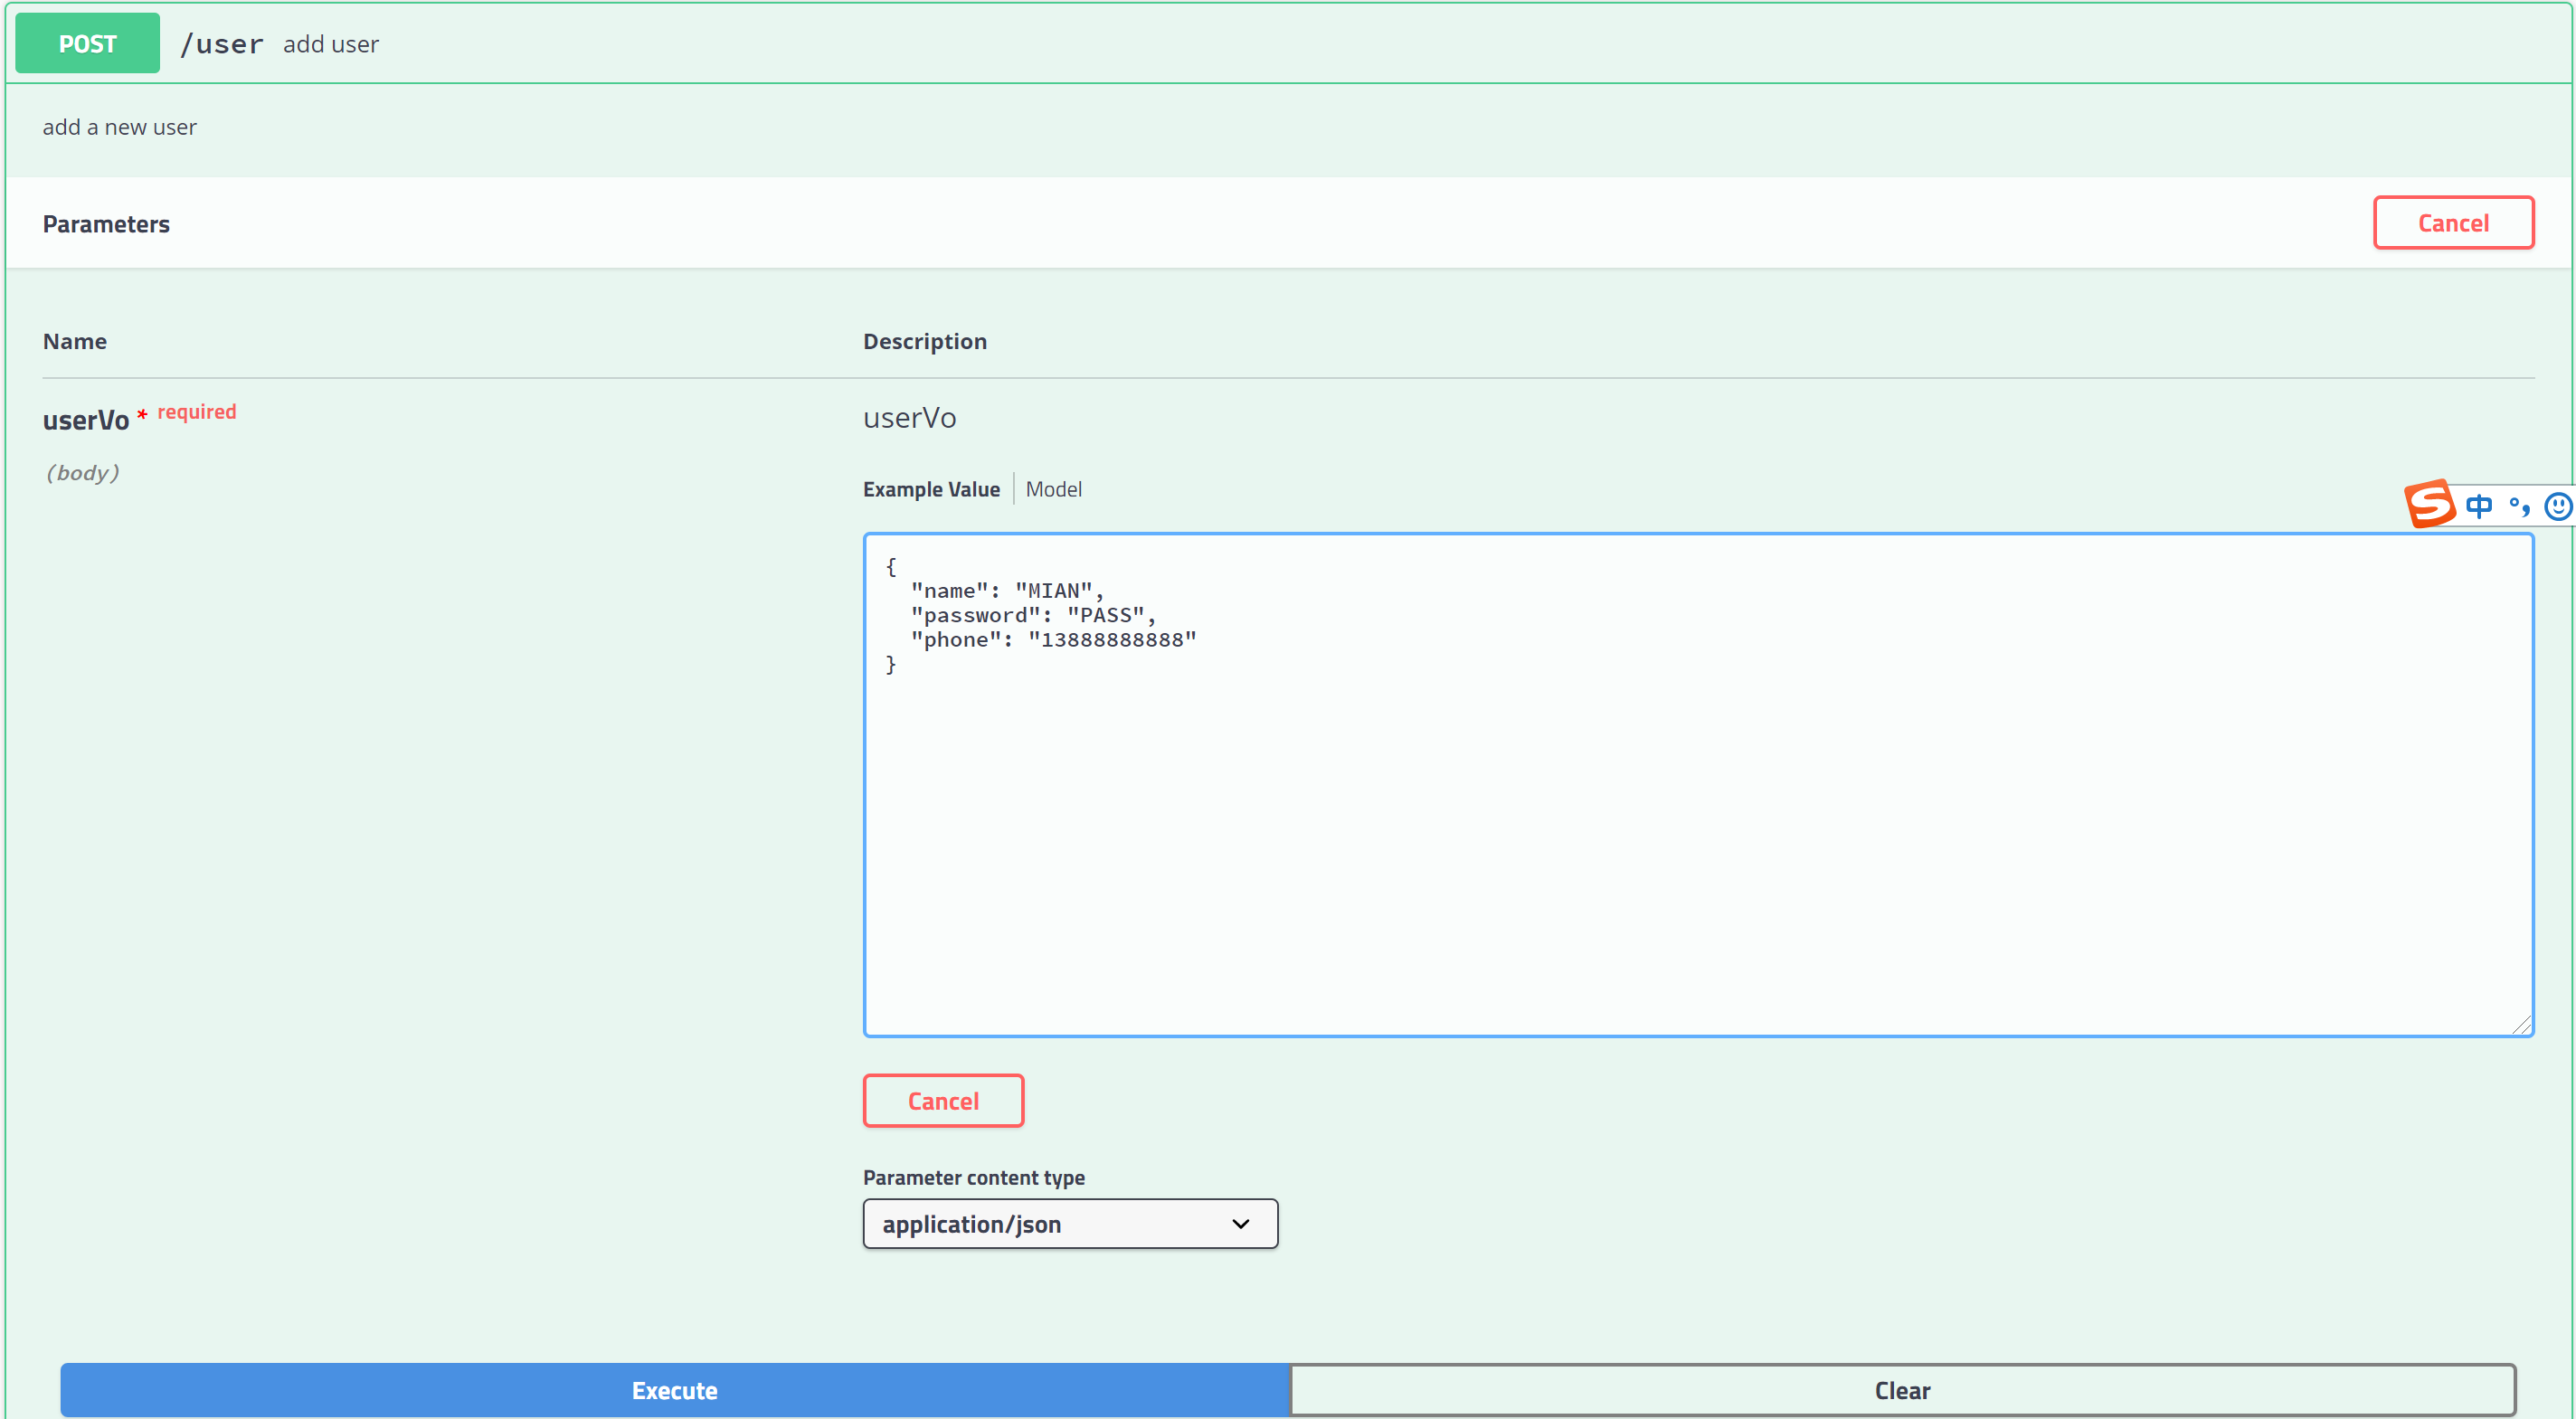 POST /user add user
add a new user
Parameters Cancel
Name Description
userVo * required userVo
(body)
Example Value Model
S 中 °,
{
"name": "MIAN",
"password": "PASS",
"phone": "13888888888"
}
Cancel
Parameter content type
application/json
Execute Clear